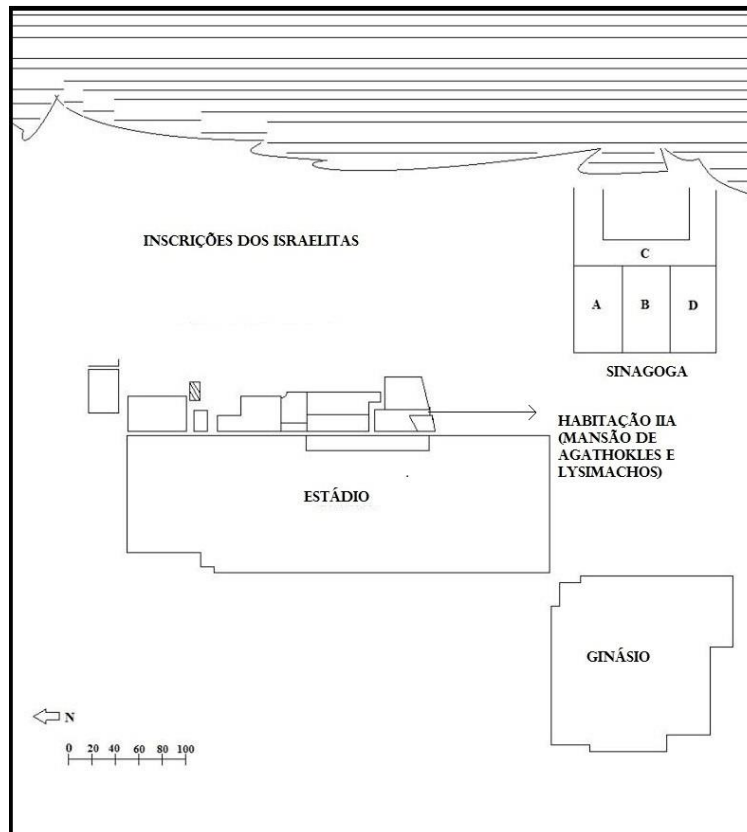 INSCRIÇÕES DOS ISRAELITAS
C
A B D
SINAGOGA
HABITAÇÃO IIA
(MANSÃO DE
AGATHOKLES E
LYSIMACHOS)
ESTÁDIO
GINÁSIO
N
0 20 40 60 80 100